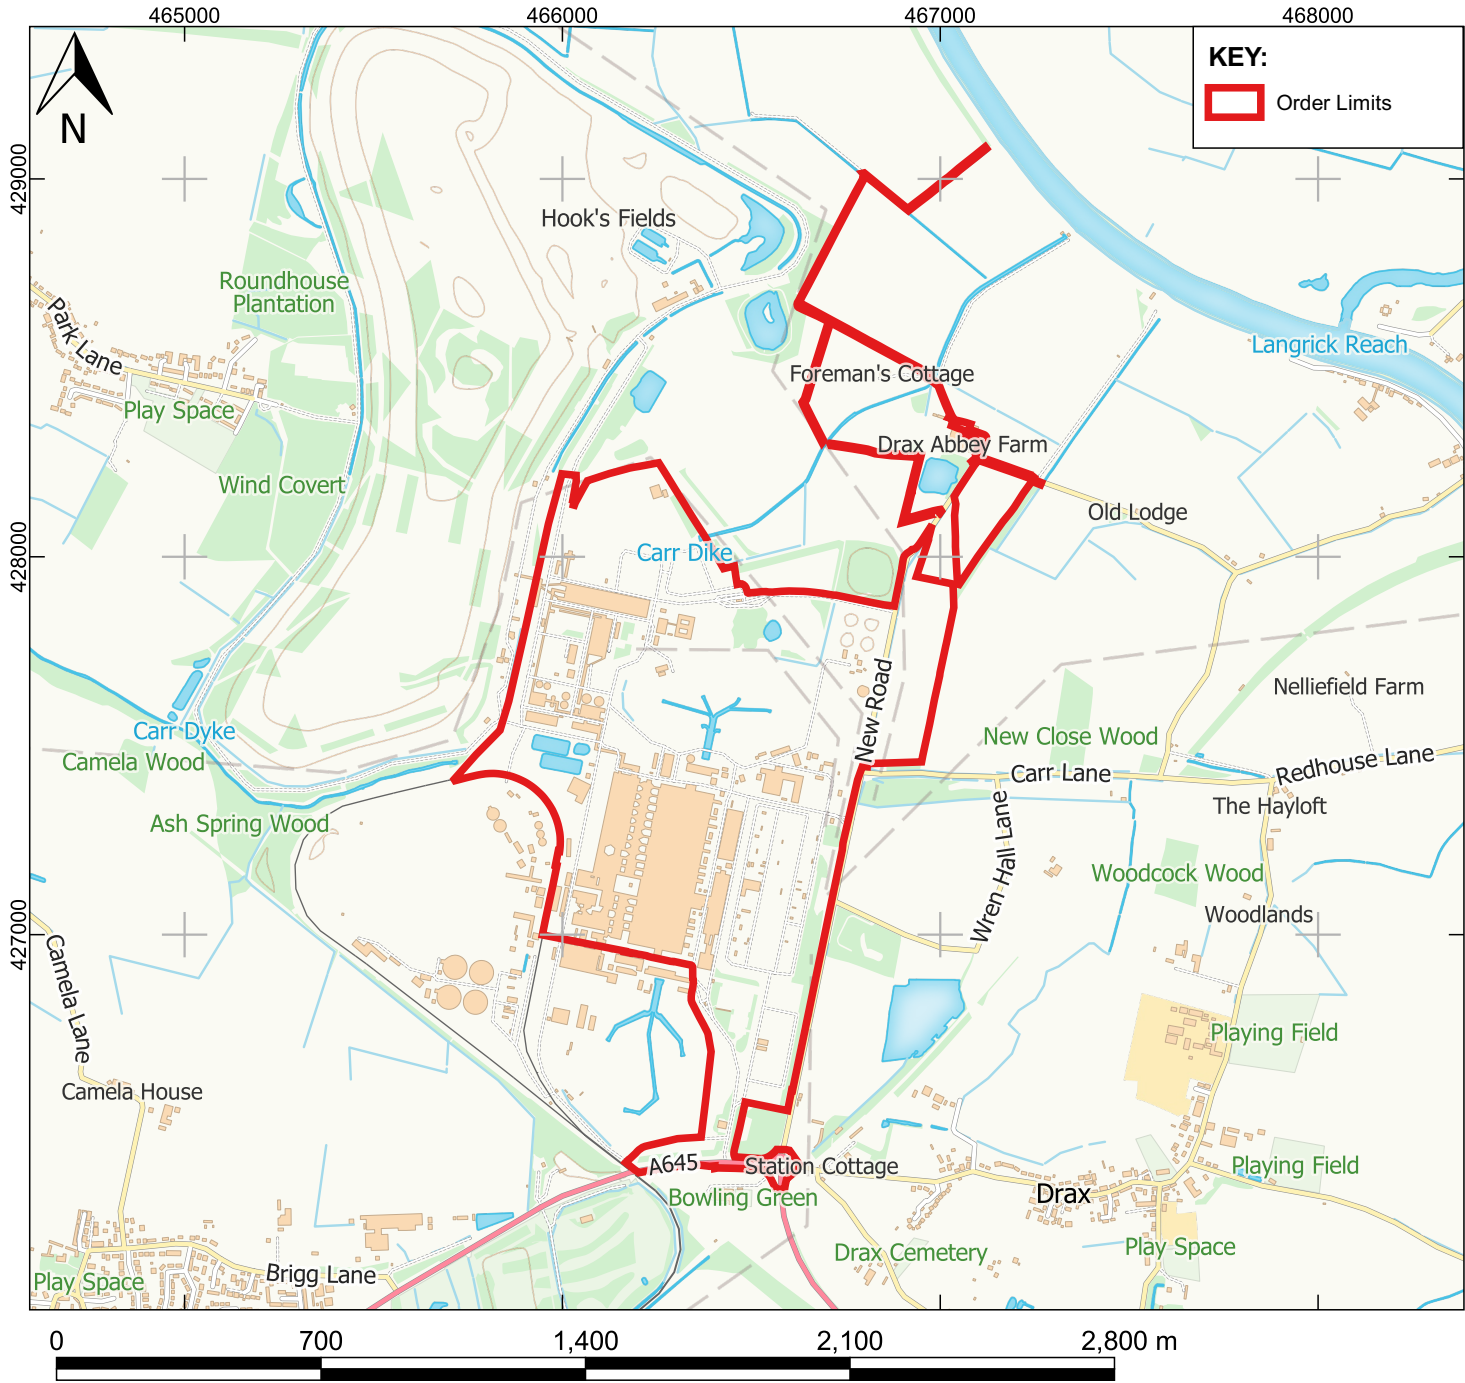 465000
466000
467000
468000
KEY:
Order Limits
N
429000
428000
427000
Hook's Fields
Roundhouse
Plantation
Park Lane
Play Space
Wind Covert
Langrick Reach
Foreman's Cottage
Drax Abbey Farm
Old Lodge
Carr Dike
New Road
Nelliefield Farm
Carr Dyke
Camela Wood
New Close Wood
Carr Lane
Redhouse Lane
The Hayloft
Ash Spring Wood
Wren Hall Lane
Woodcock Wood
Woodlands
Camela Lane
Playing Field
Camela House
A645
Station Cottage
Bowling Green
Drax
Playing Field
Drax Cemetery
Play Space
Brigg Lane
Play Space
0
700
1,400
2,100
2,800 m